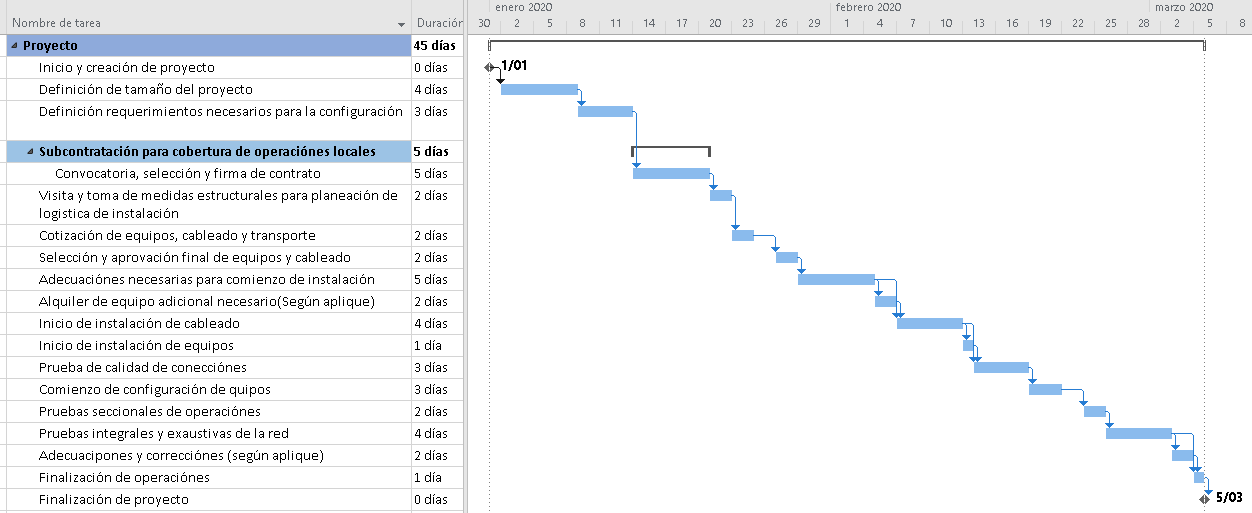 enero 2020 febrero 2020 marzo 2020
Nombre de tarea Duración 30 2 5 8 11 14 17 20 23 26 29 1 4 7 10 13 16 19 22 25 28 2 5 8
Proyecto 45 días
Inicio y creación de proyecto 0 días 1/01
Definición de tamaño del proyecto 4 días
Definición requerimientos necesarios para la configuración 3 días
Subcontratación para cobertura de operaciónes locales 5 días
Convocatoria, selección y firma de contrato 5 días
Visita y toma de medidas estructurales para planeación de 2 días
logistica de instalación
Cotización de equipos, cableado y transporte 2 días
Selección y aprovación final de equipos y cableado 2 días
Adecuaciónes necesarias para comienzo de instalación 5 días
Alquiler de equipo adicional necesario(Según aplique) 2 días
Inicio de instalación de cableado 4 días
Inicio de instalación de equipos 1 día
Prueba de calidad de conecciónes 3 días
Comienzo de configuración de quipos 3 días
Pruebas seccionales de operaciónes 2 días
Pruebas integrales y exaustivas de la red 4 días
Adecuacipones y correcciónes (según aplique) 2 días
Finalización de operaciónes 1 día
Finalización de proyecto 0 días 5/03